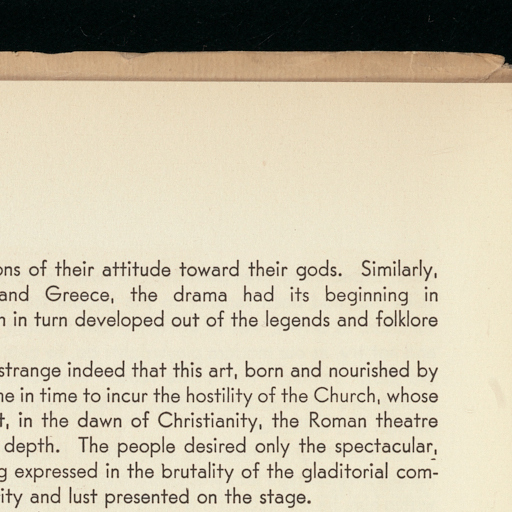 ons of their attitude toward their gods. Similarly,
and Greece, the drama had its beginning in
in turn developed out of the legends and folklore
strange indeed that this art, born and nourished by
me in time to incur the hostility of the Church, whose
in the dawn of Christianity, the Roman theatre
depth. The people desired only the spectacular,
expressed in the brutality of the gladitorial com-
ity and lust presented on the stage.